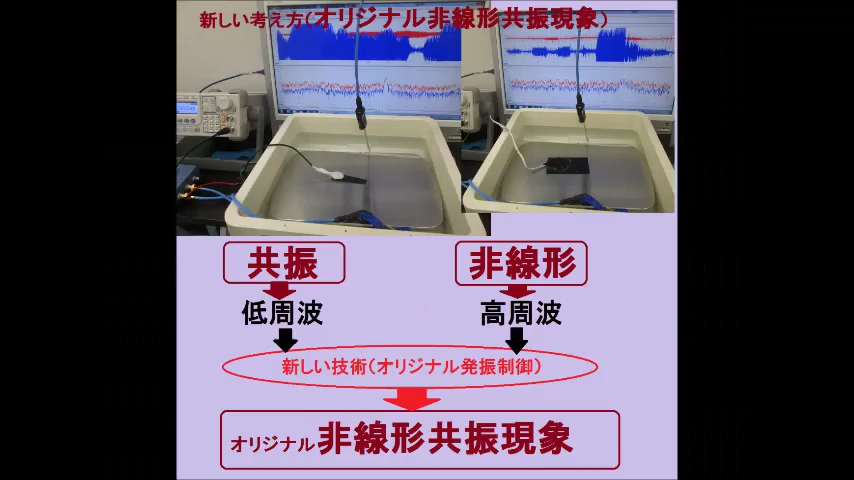 新しい考え方(オリジナル非線形共振現象)
共振
非線形
低周波
高周波
新しい技術(オリジナル発振制御)
オリジナル非線形共振現象